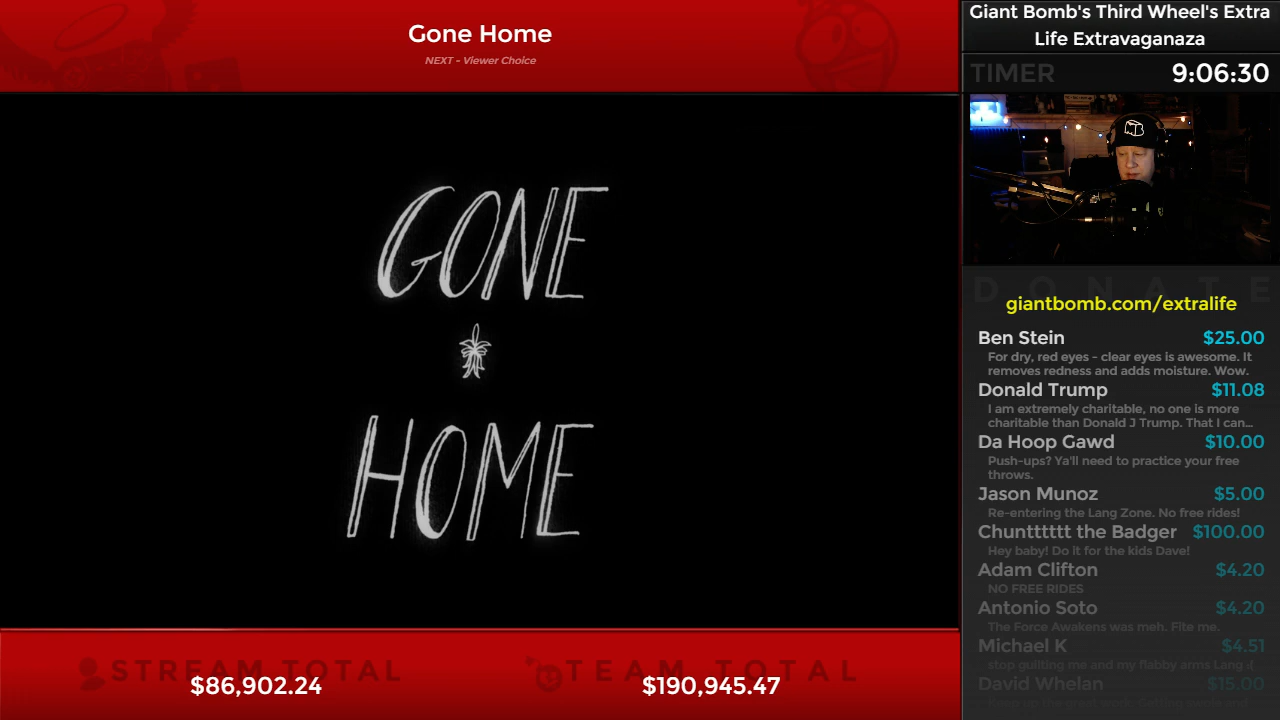 Gone Home
NEXT - Viewer Choice
GONE
HOME
STREAM TOTAL
$86,902.24
TEAM TOTAL
$190,945.47
Giant Bomb's Third Wheel's Extra
Life Extravaganaza
TIMER
9:06:30
DONATE
giantbomb.com/extralife
Ben Stein $25.00
For dry, red eyes - clear eyes is awesome. It
removes redness and adds moisture. Wow.
Donald Trump $11.08
I am extremely charitable, no one is more
charitable than Donald J Trump. That I can...
Da Hoop Gawd $10.00
Push-ups? Ya'll need to practice your free
throws.
Jason Munoz $5.00
Re-entering the Lang Zone. No free rides!
Chuntttttt the Badger $100.00
Hey baby! Do it for the kids Dave!
Adam Clifton $4.20
NO FREE RIDES
Antonio Soto $4.20
The Force Awakens was meh. Fite me.
Michael K $4.51
stop guilting me and my flabby arms Lang
David Whelan $15.00